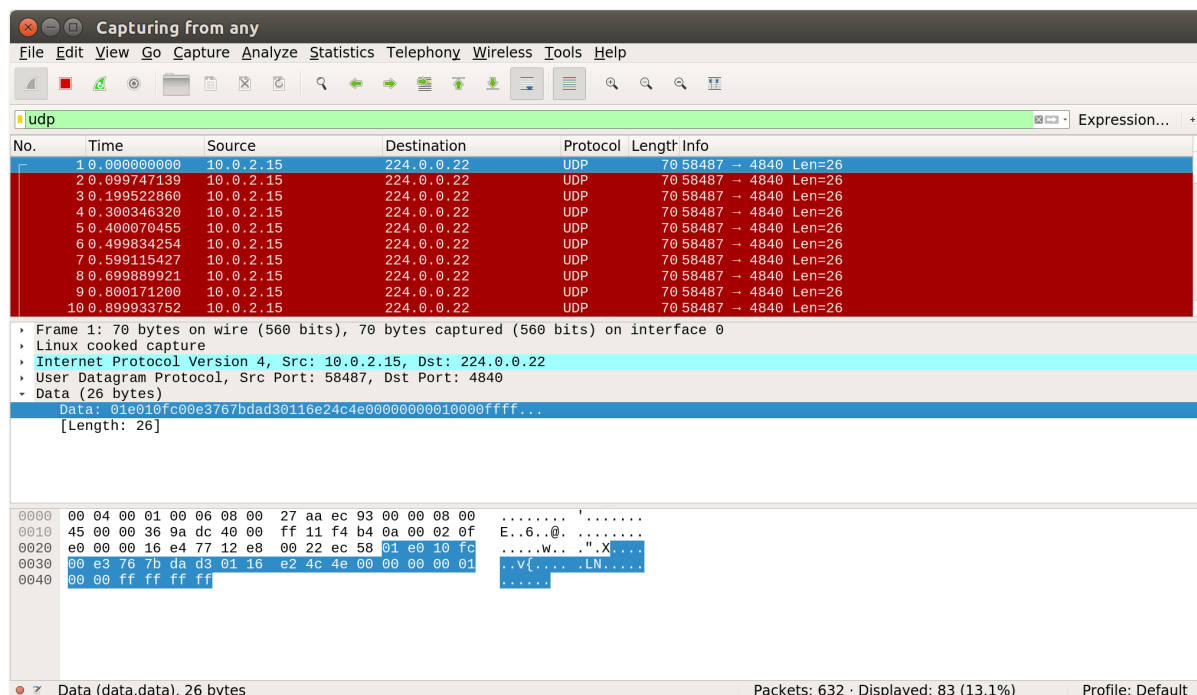 Capturing from any
File Edit View Go Capture Analyze Statistics Telephony Wireless Tools Help
udp Expression... +
No. Time Source Destination Protocol Length Info
1 0.000000000 10.0.2.15 224.0.0.22 UDP 70 58487 → 4840 Len=26
2 0.099747139 10.0.2.15 224.0.0.22 UDP 70 58487 → 4840 Len=26
3 0.199522860 10.0.2.15 224.0.0.22 UDP 70 58487 → 4840 Len=26
4 0.300346320 10.0.2.15 224.0.0.22 UDP 70 58487 → 4840 Len=26
5 0.400070455 10.0.2.15 224.0.0.22 UDP 70 58487 → 4840 Len=26
6 0.499834254 10.0.2.15 224.0.0.22 UDP 70 58487 → 4840 Len=26
7 0.599115427 10.0.2.15 224.0.0.22 UDP 70 58487 → 4840 Len=26
8 0.699889921 10.0.2.15 224.0.0.22 UDP 70 58487 → 4840 Len=26
9 0.800171200 10.0.2.15 224.0.0.22 UDP 70 58487 → 4840 Len=26
10 0.899933752 10.0.2.15 224.0.0.22 UDP 70 58487 → 4840 Len=26
Frame 1: 70 bytes on wire (560 bits), 70 bytes captured (560 bits) on interface 0
Linux cooked capture
Internet Protocol Version 4, Src: 10.0.2.15, Dst: 224.0.0.22
User Datagram Protocol, Src Port: 58487, Dst Port: 4840
Data (26 bytes)
Data: 01e010fc00e3767bdad30116e24c4e00000000010000ffff...
[Length: 26]
0000 00 04 00 01 00 06 08 00 27 aa ec 93 00 00 08 00 ........ '.......
0010 45 00 00 36 9a dc 40 00 ff 11 f4 b4 0a 00 02 0f E..6..@. ........
0020 e0 00 00 16 e4 77 12 e8 00 22 ec 58 01 e0 10 fc .....w.. .".X....
0030 00 e3 76 7b da d3 01 16 e2 4c 4e 00 00 00 00 01 ..v{.... .LN.....
0040 00 00 ff ff ff ff ......
Data (data.data), 26 bytes Packets: 632 · Displayed: 83 (13.1%) Profile: Default